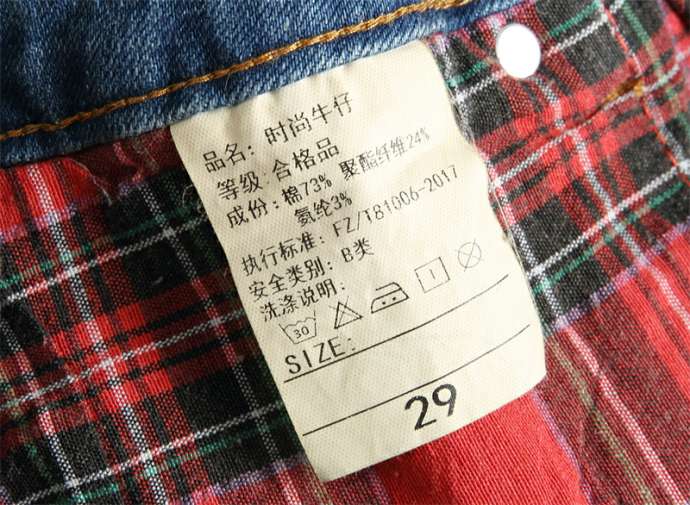 品名: 时尚牛仔
等级: 合格品
成份: 棉73% 聚酯纤维24%
氨纶3%
执行标准: FZ/T81006-2017
安全类别: B类
洗涤说明:
30
SIZE:
29